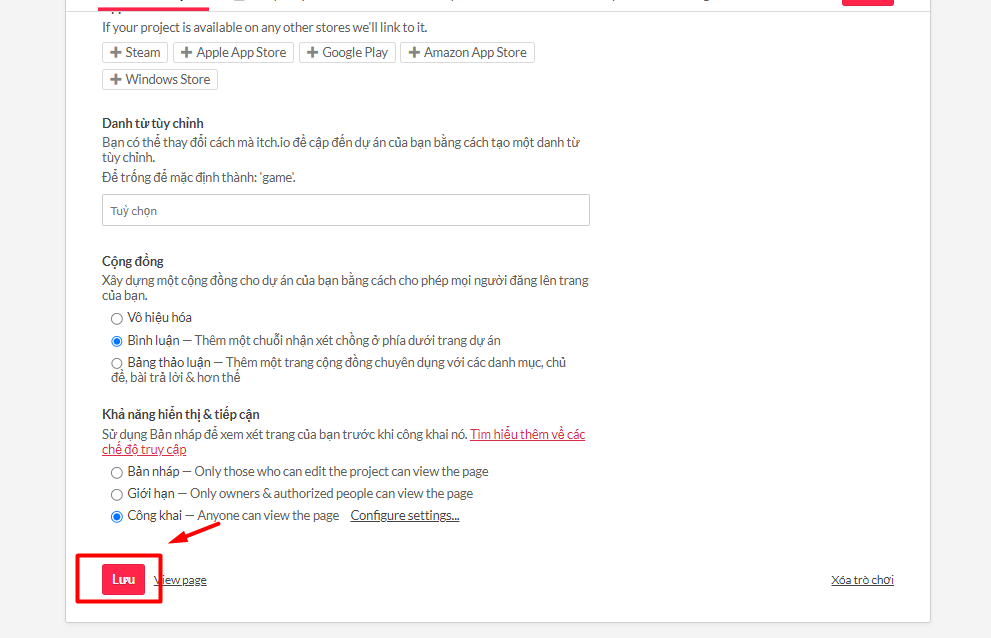 If your project is available on any other stores we'll link to it.
Steam Apple App Store Google Play Amazon App Store
Windows Store
Danh từ tùy chỉnh
Bạn có thể thay đổi cách mà itch.io đề cập đến dự án của bạn bằng cách tạo một danh từ
tùy chỉnh.
Để trống để mặc định thành: 'game'.
Tuỳ chọn
Cộng đồng
Xây dựng một cộng đồng cho dự án của bạn bằng cách cho phép mọi người đăng lên trang
của bạn.
Vô hiệu hóa
Bình luận — Thêm một chuỗi nhận xét chồng ở phía dưới trang dự án
Bảng thảo luận — Thêm một trang cộng đồng chuyên dụng với các danh mục, chủ
đề, bài trả lời & hơn thế
Khả năng hiển thị & tiếp cận
Sử dụng Bản nháp để xem xét trang của bạn trước khi công khai nó. Tìm hiểu thêm về các
chế độ truy cập
Bản nháp — Only those who can edit the project can view the page
Giới hạn — Only owners & authorized people can view the page
Công khai — Anyone can view the page Configure settings...
Lưu View page Xóa trò chơi